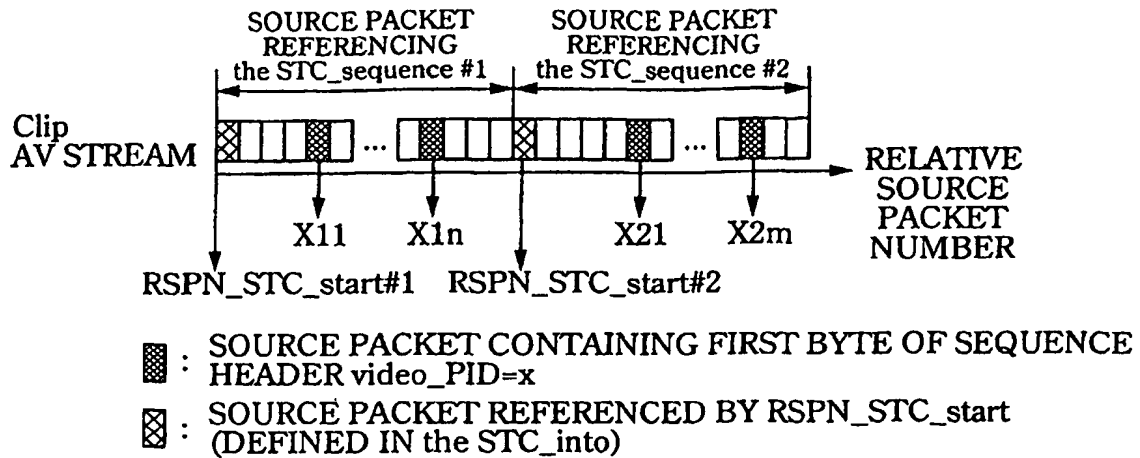 SOURCE PACKET
REFERENCING
the STC_sequence #1
SOURCE PACKET
REFERENCING
the STC_sequence #2
Clip
AV STREAM
...
...
RELATIVE
SOURCE
PACKET
NUMBER
X11
X1n
X21
X2m
RSPN_STC_start#1
RSPN_STC_start#2
: SOURCE PACKET CONTAINING FIRST BYTE OF SEQUENCE
HEADER video_PID=x
: SOURCE PACKET REFERENCED BY RSPN_STC_start
(DEFINED IN the STC_into)